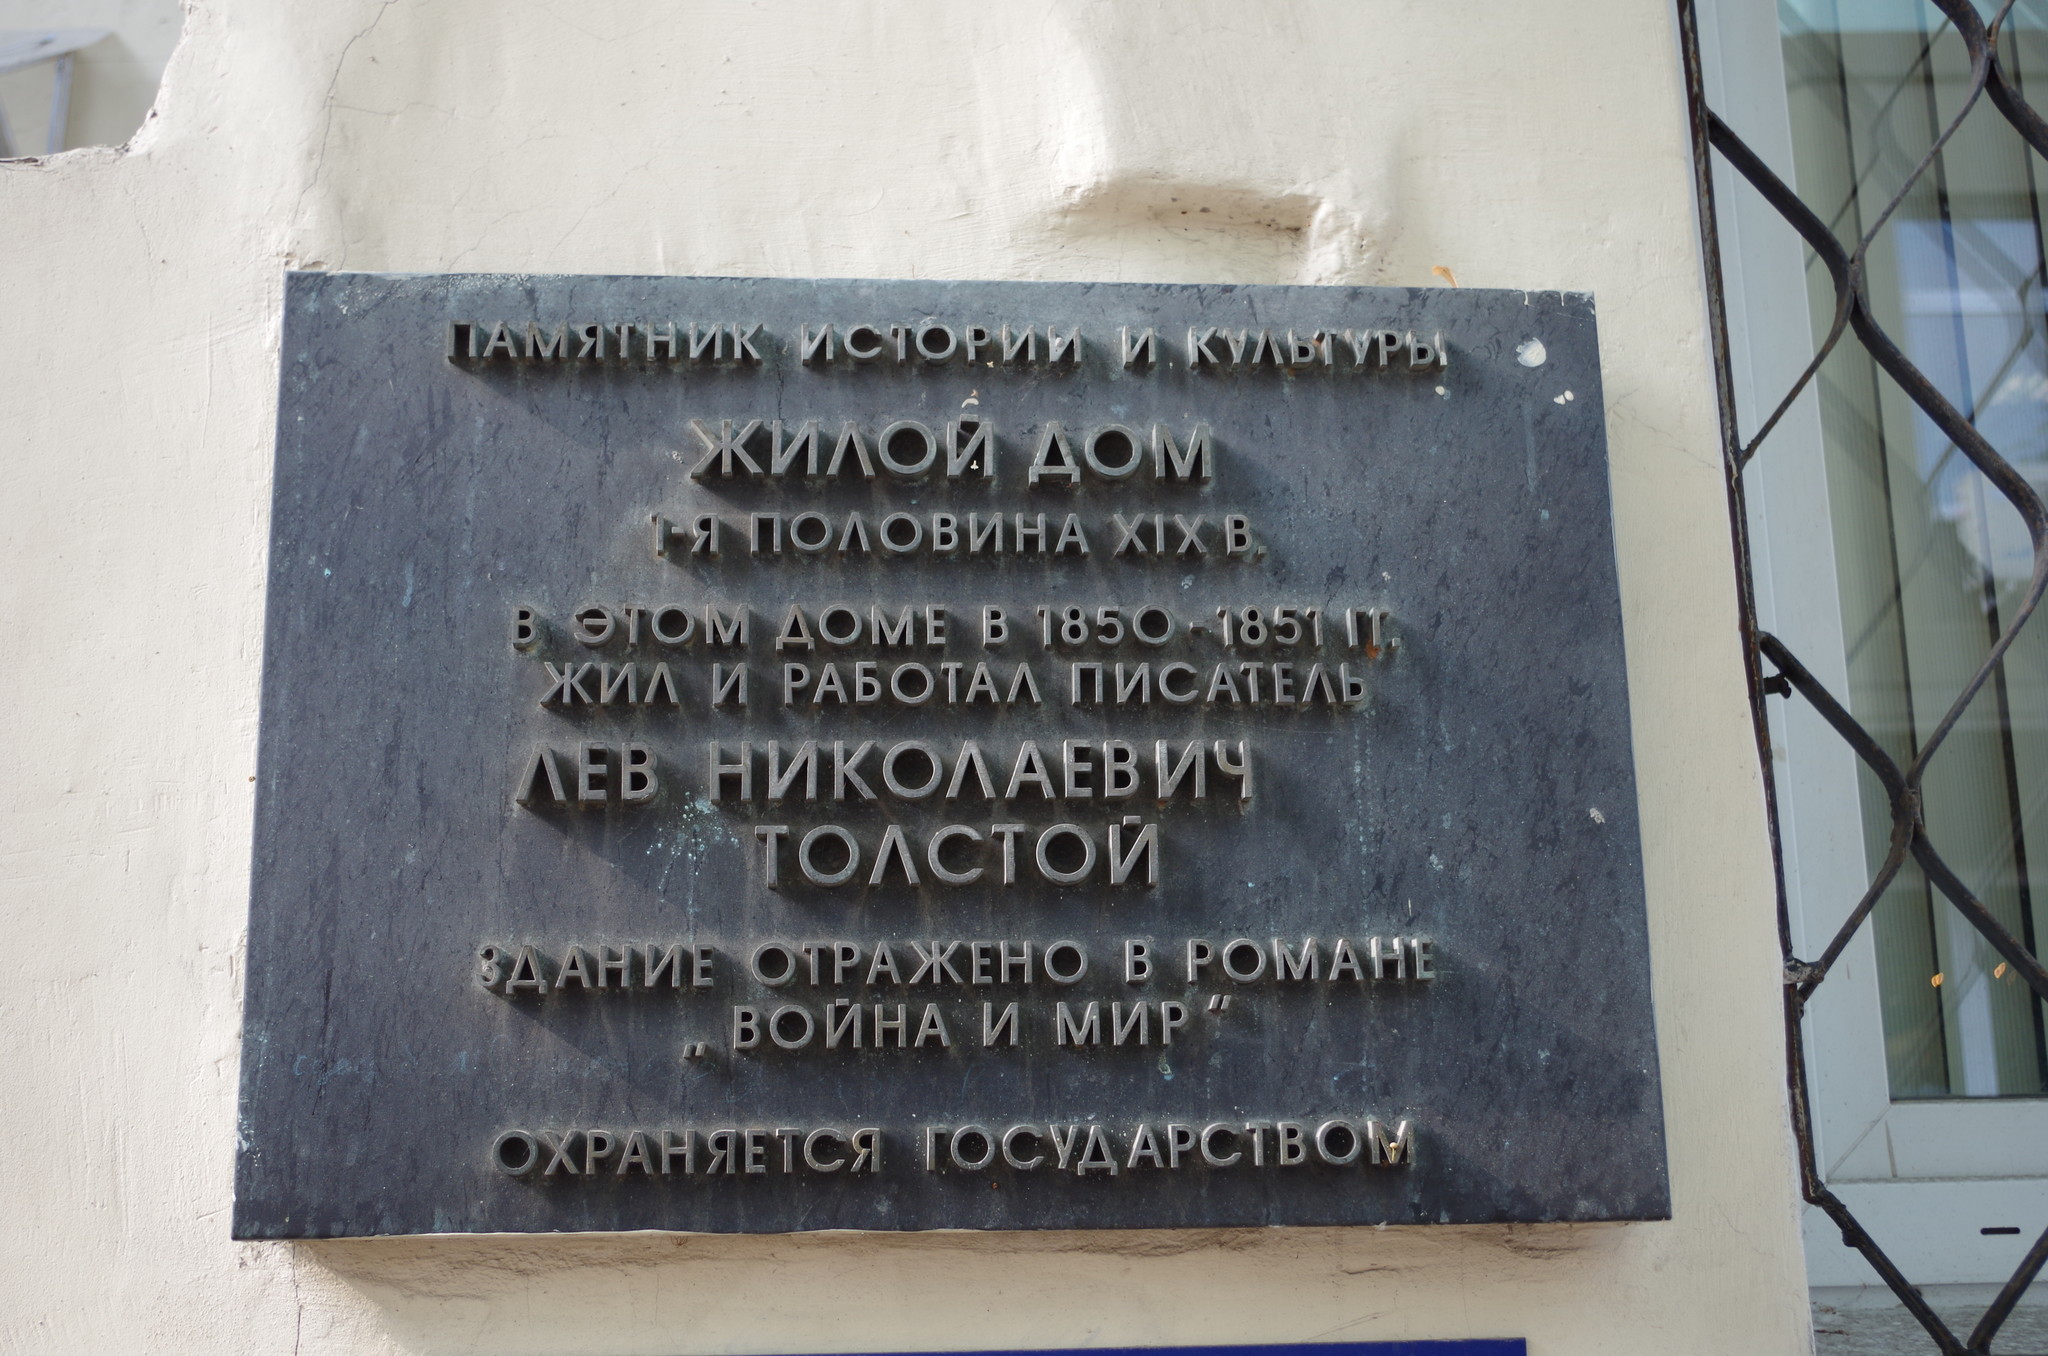 ПАМЯТНИК ИСТОРИИ И КУЛЬТУРЫ
ЖИЛОЙ ДОМ
1-Я ПОЛОВИНА XIX В.
В ЭТОМ ДОМЕ В 1850-1851 ГГ.
ЖИЛ И РАБОТАЛ ПИСАТЕЛЬ
ЛЕВ НИКОЛАЕВИЧ
ТОЛСТОЙ
ЗДАНИЕ ОТРАЖЕНО В РОМАНЕ
„ВОЙНА И МИР“
ОХРАНЯЕТСЯ ГОСУДАРСТВОМ